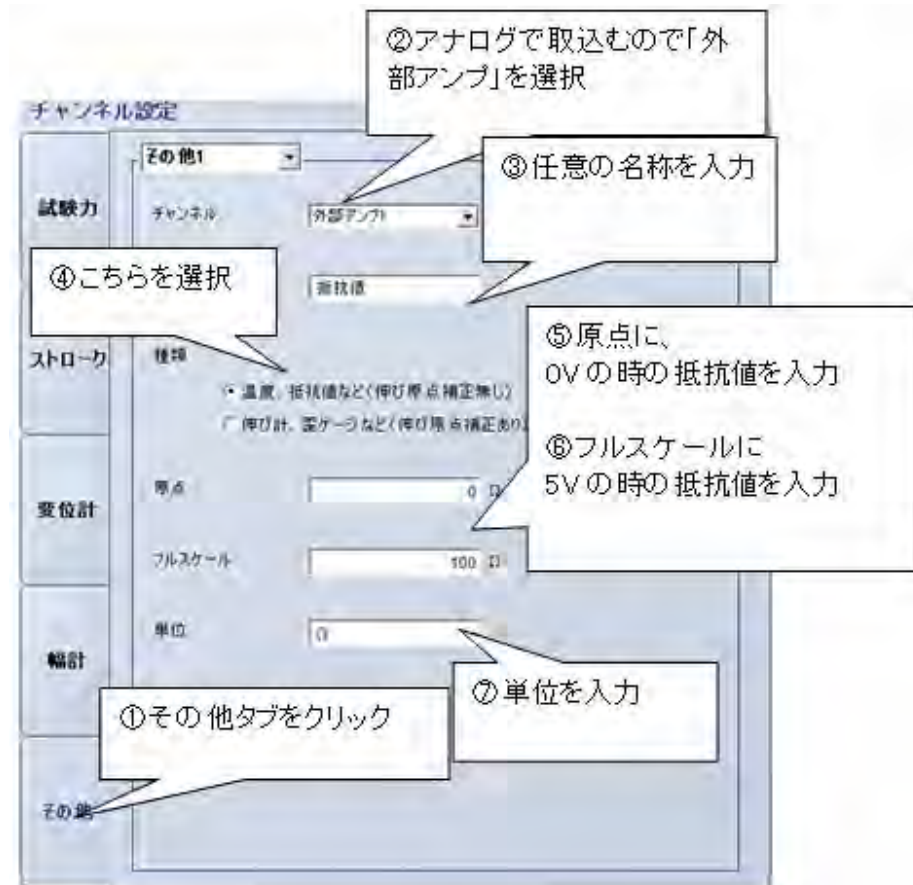 ②アナログで取込むので「外
部アンプ」を選択
チャンネル設定
その他1
③任意の名称を入力
試験力
チャンネル
外部アンプ1
④こちらを選択
抵抗値
ストローク
種類
温度、抵抗値など(伸び原点補正無し)
伸び計、歪ゲージなど(伸び原点補正あり)
⑤原点に、
0Vの時の抵抗値を入力
⑥フルスケールに
5Vの時の抵抗値を入力
変位計
原点
0 Ω
フルスケール
100 Ω
単位
Ω
幅計
⑦単位を入力
①その他タブをクリック
その他